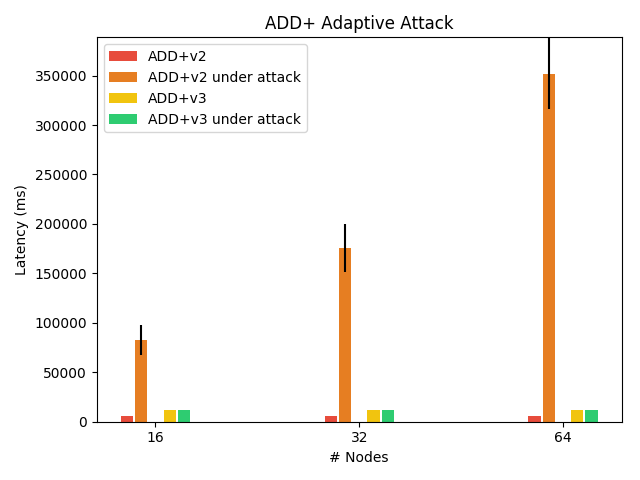 ADD+ Adaptive Attack
ADD+v2
ADD+v2 under attack
ADD+v3
ADD+v3 under attack
Latency (ms)
350000
300000
250000
200000
150000
100000
50000
0
16
32
64
# Nodes